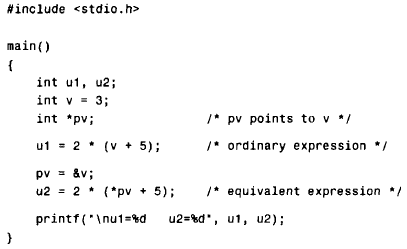 #include <stdio.h>
main()
{
    int u1, u2;
    int v = 3;
    int *pv;              /* pv points to v */
    u1 = 2 * (v + 5);     /* ordinary expression */
    pv = &v;
    u2 = 2 * (*pv + 5);   /* equivalent expression */
    printf("\nu1=%d   u2=%d", u1, u2);
}